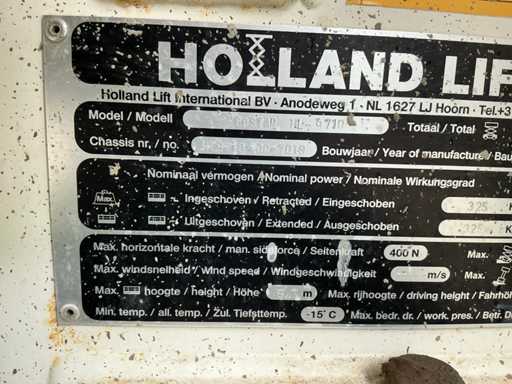 HOLLAND LIF
Holland Lift International BV · Anodeweg 1 · NL 1627 LJ Hoorn · Tel.+3
Model / Modell Totaal / Total
Chassis nr. / no. Bouwjaar / Year of manufacture / Bau
Nominaal vermogen / Nominal power / Nominale Wirkungsgrad
Max. Ingeschoven / Retracted / Eingeschoben 325 K
Uitgeschoven / Extended / Ausgeschoben 325 K
Max. horizontale kracht / man. sideforce / Seitenkraft 400 N Max.
Max. windsnelheid / Wind speed / Windgeschwindigkeit m/s Max.
Max. hoogte / height / Höhe m Max. rijhoogte / driving height / Fahrhö
Min. temp. / all. temp. / Zul. Tiefsttemp. -15°C Max. bedr. dr. / work. pres. / Betr. D